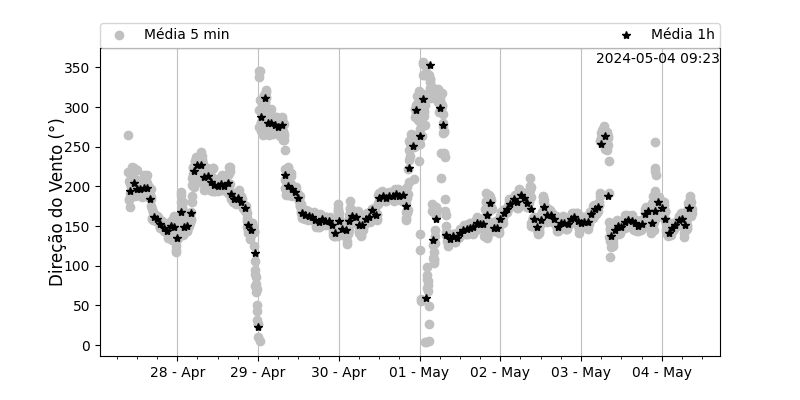 Média 5 min
Média 1h
2024-05-04 09:23
Direção do Vento (°)
350
300
250
200
150
100
50
0
28 - Apr
29 - Apr
30 - Apr
01 - May
02 - May
03 - May
04 - May